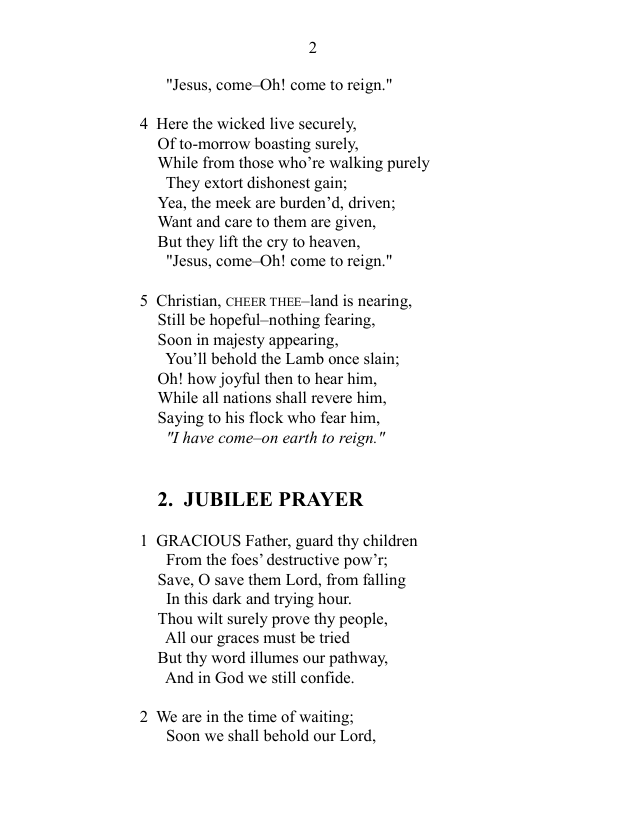 2
"Jesus, come–Oh! come to reign."
4 Here the wicked live securely,
Of to-morrow boasting surely,
While from those who’re walking purely
They extort dishonest gain;
Yea, the meek are burden’d, driven;
Want and care to them are given,
But they lift the cry to heaven,
"Jesus, come–Oh! come to reign."
5 Christian, CHEER THEE–land is nearing,
Still be hopeful–nothing fearing,
Soon in majesty appearing,
You’ll behold the Lamb once slain;
Oh! how joyful then to hear him,
While all nations shall revere him,
Saying to his flock who fear him,
"I have come–on earth to reign."
2. JUBILEE PRAYER
1 GRACIOUS Father, guard thy children
From the foes’ destructive pow’r;
Save, O save them Lord, from falling
In this dark and trying hour.
Thou wilt surely prove thy people,
All our graces must be tried
But thy word illumes our pathway,
And in God we still confide.
2 We are in the time of waiting;
Soon we shall behold our Lord,